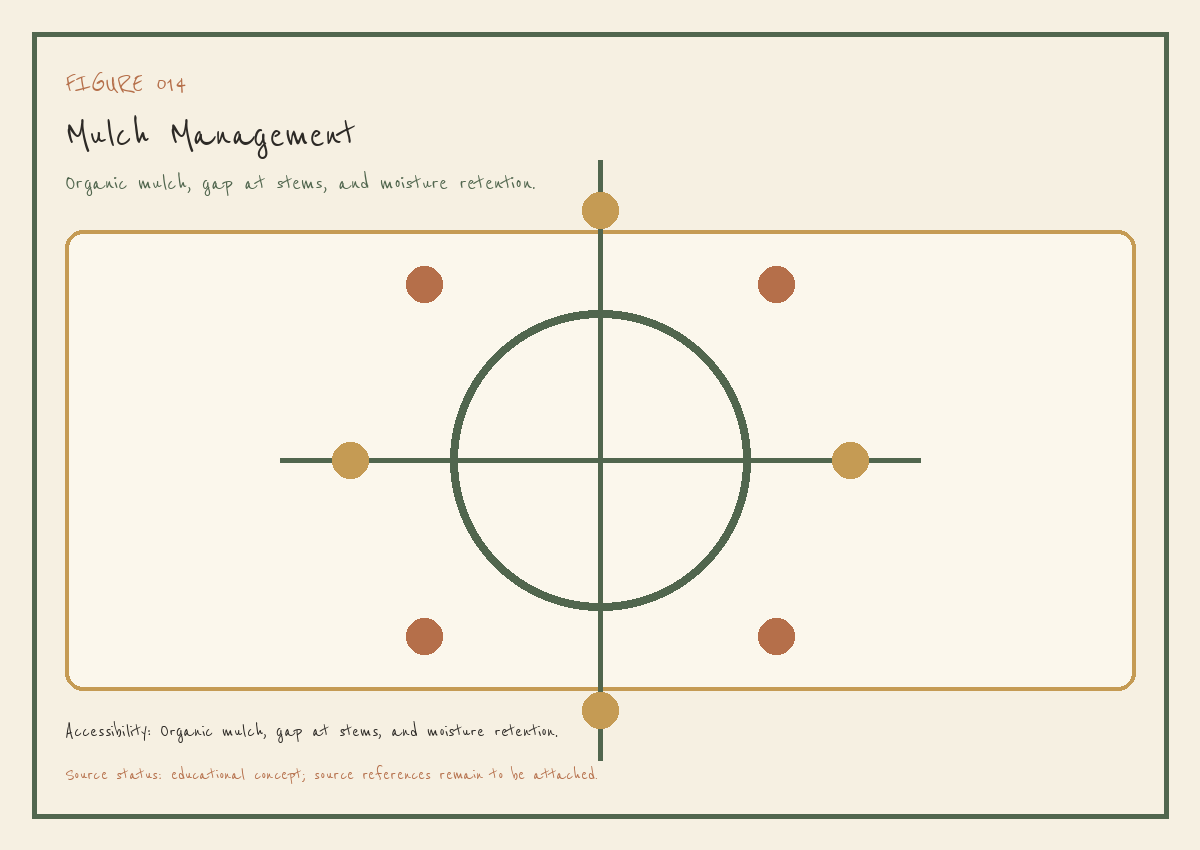 FIGURE 014
Mulch Management
Organic mulch, gap at stems, and moisture retention.
Accessibility: Organic mulch, gap at stems, and moisture retention.
Source status: educational concept; source references remain to be attached.